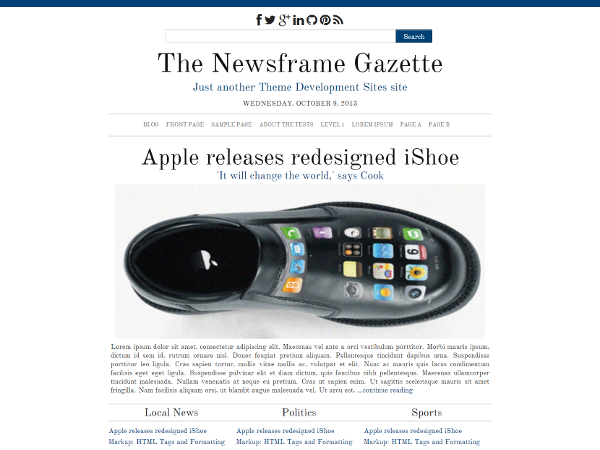 Search
The Newsframe Gazette
Just another Theme Development Sites site
WEDNESDAY, OCTOBER 9, 2013
BLOG FRONT PAGE SAMPLE PAGE ABOUT THE TESTS LEVEL 1 LOREM IPSUM PAGE A PAGE B
Apple releases redesigned iShoe
'It will change the world,' says Cook
Lorem ipsum dolor sit amet, consectetur adipiscing elit. Maecenas vel ante a orci vestibulum porttitor. Morbi mauris ipsum,
dictum id sem id, rutrum ornare nisl. Donec feugiat pretium aliquam. Pellentesque tincidunt dapibus urna. Suspendisse
porttitor leo ligula. Cras sapien tortor, mollis vitae mollis ac, volutpat et elit. Nunc ac mauris quis lacus condimentum
facilisis eget eget ligula. Suspendisse pulvinar elit et diam dictum, quis faucibus nibh pellentesque. Maecenas ullamcorper
tincidunt malesuada. Nullam venenatis at neque eu pretium. Cras ut sapien enim. Ut sagittis scelerisque mauris sit amet
fringilla. Nam facilisis aliquam orci, ut blandit augue malesuada vel. Ut arcu est, ...continue reading
Local News Politics Sports
Apple releases redesigned iShoe Apple releases redesigned iShoe Apple releases redesigned iShoe
Markup: HTML Tags and Formatting Markup: HTML Tags and Formatting Markup: HTML Tags and Formatting